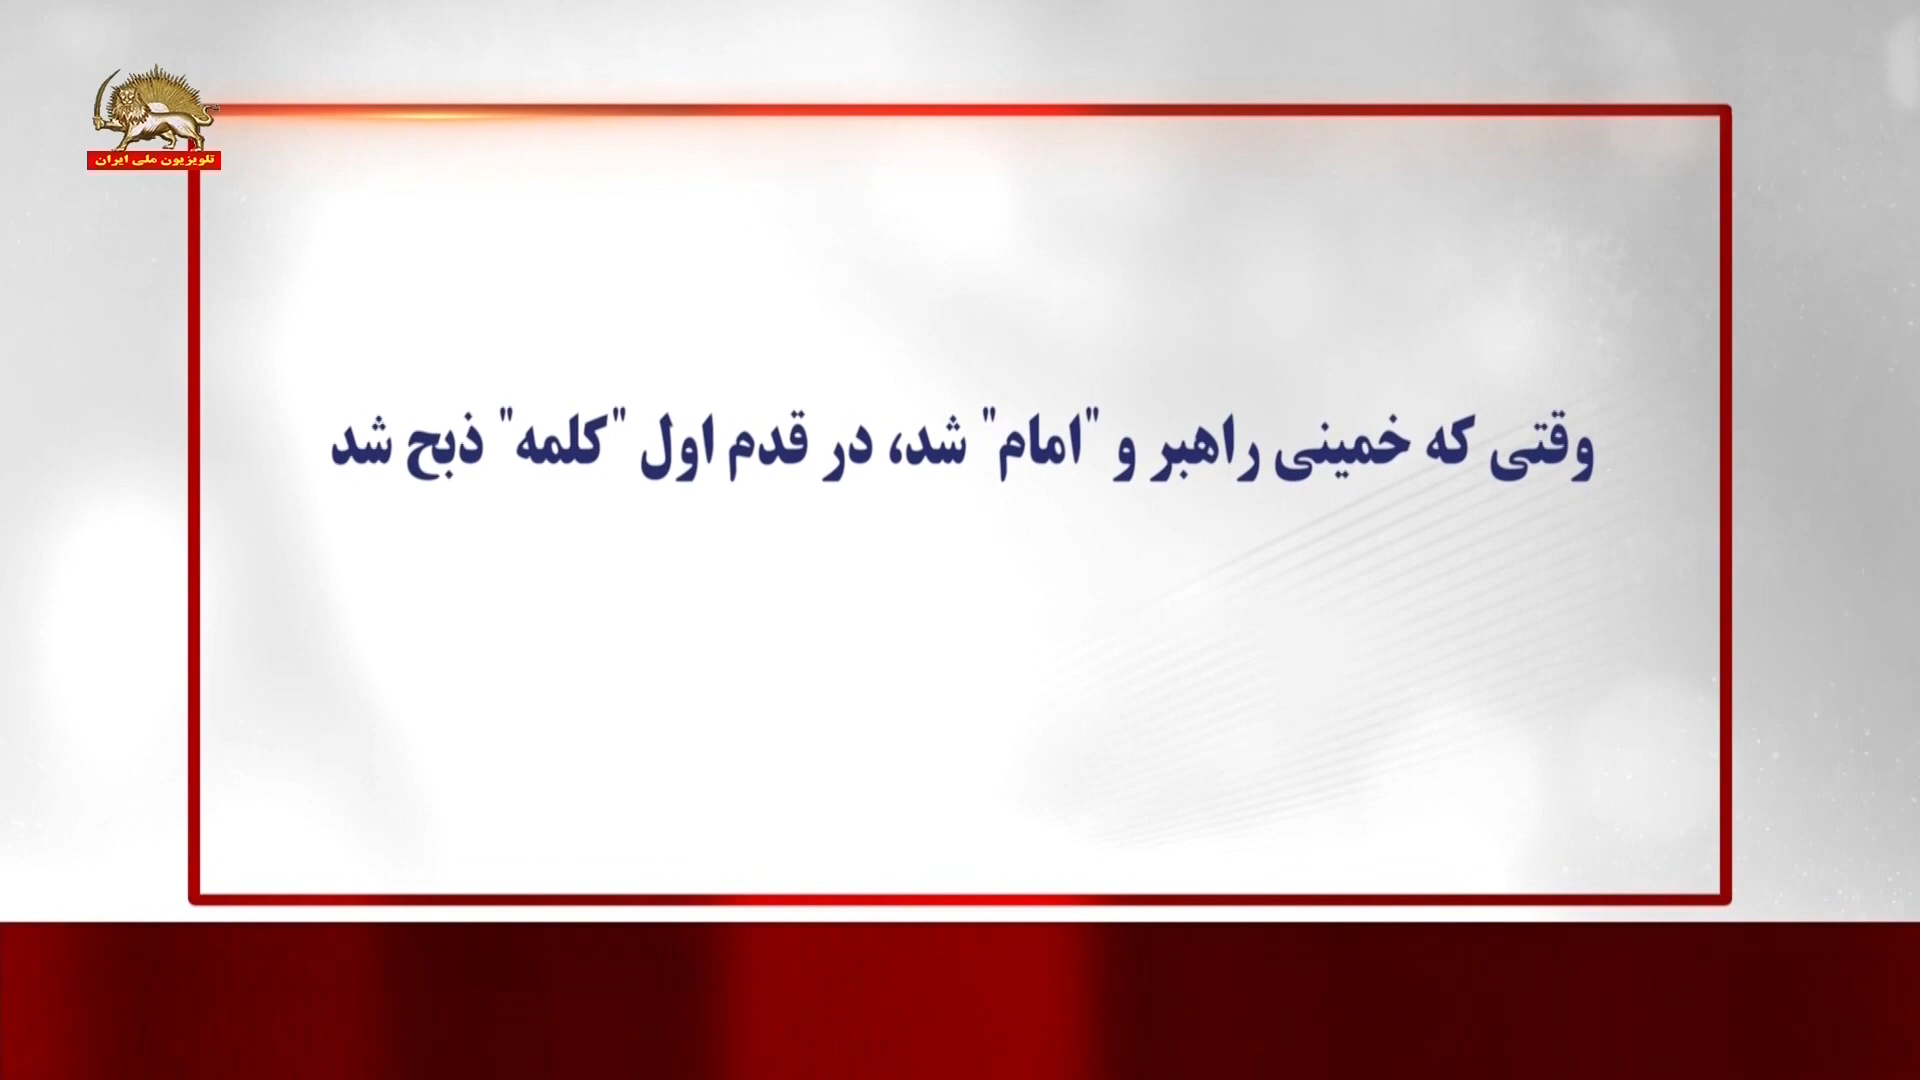 تلویزیون ملی ایران
وقتی که خمینی راهبر و "امام" شد، در قدم اول "کلمه" ذبح شد